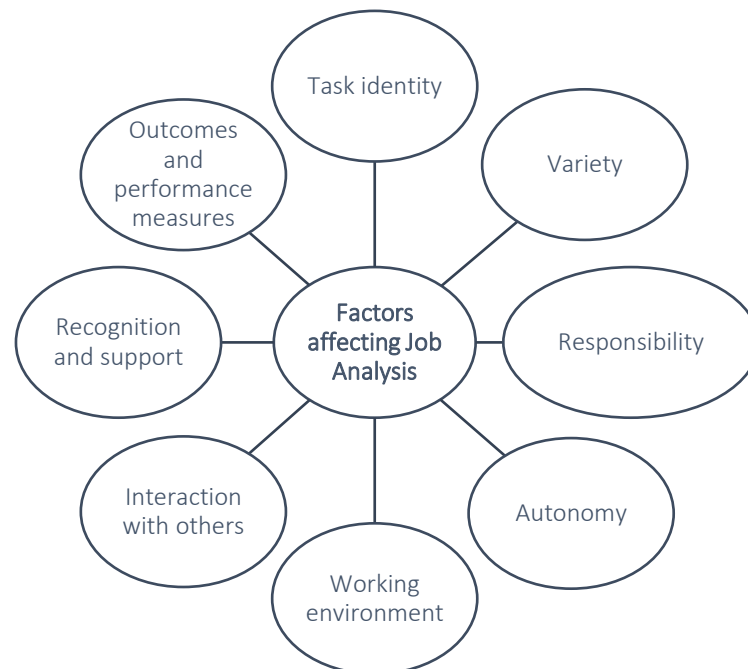 Task identity
Variety
Responsibility
Autonomy
Working
environment
Interaction
with others
Recognition
and support
Outcomes
and
performance
measures
Factors
affecting Job
Analysis